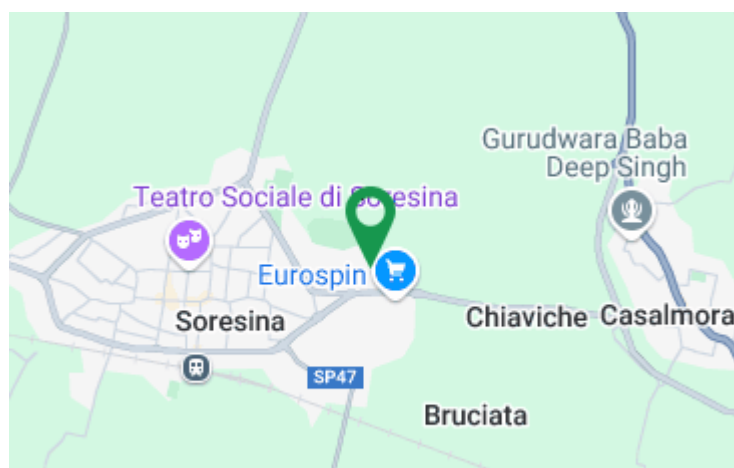 Gurudwara Baba
Deep Singh
Teatro Sociale di Soresina
Eurospin
Soresina
Chiaviche
Casalmora
SP47
Bruciata